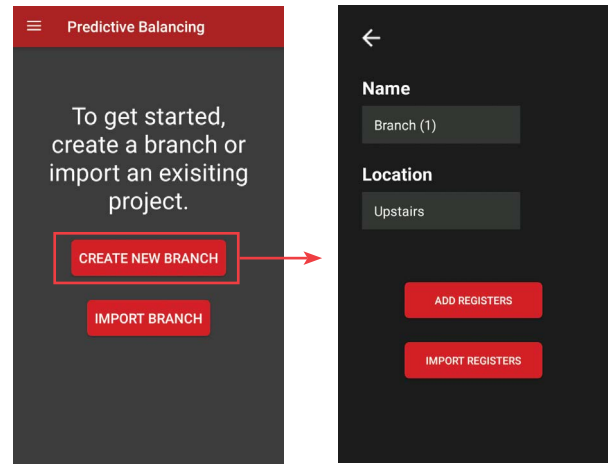 Predictive Balancing
To get started,
create a branch or
import an exisiting
project.
CREATE NEW BRANCH
IMPORT BRANCH
Name
Branch (1)
Location
Upstairs
ADD REGISTERS
IMPORT REGISTERS